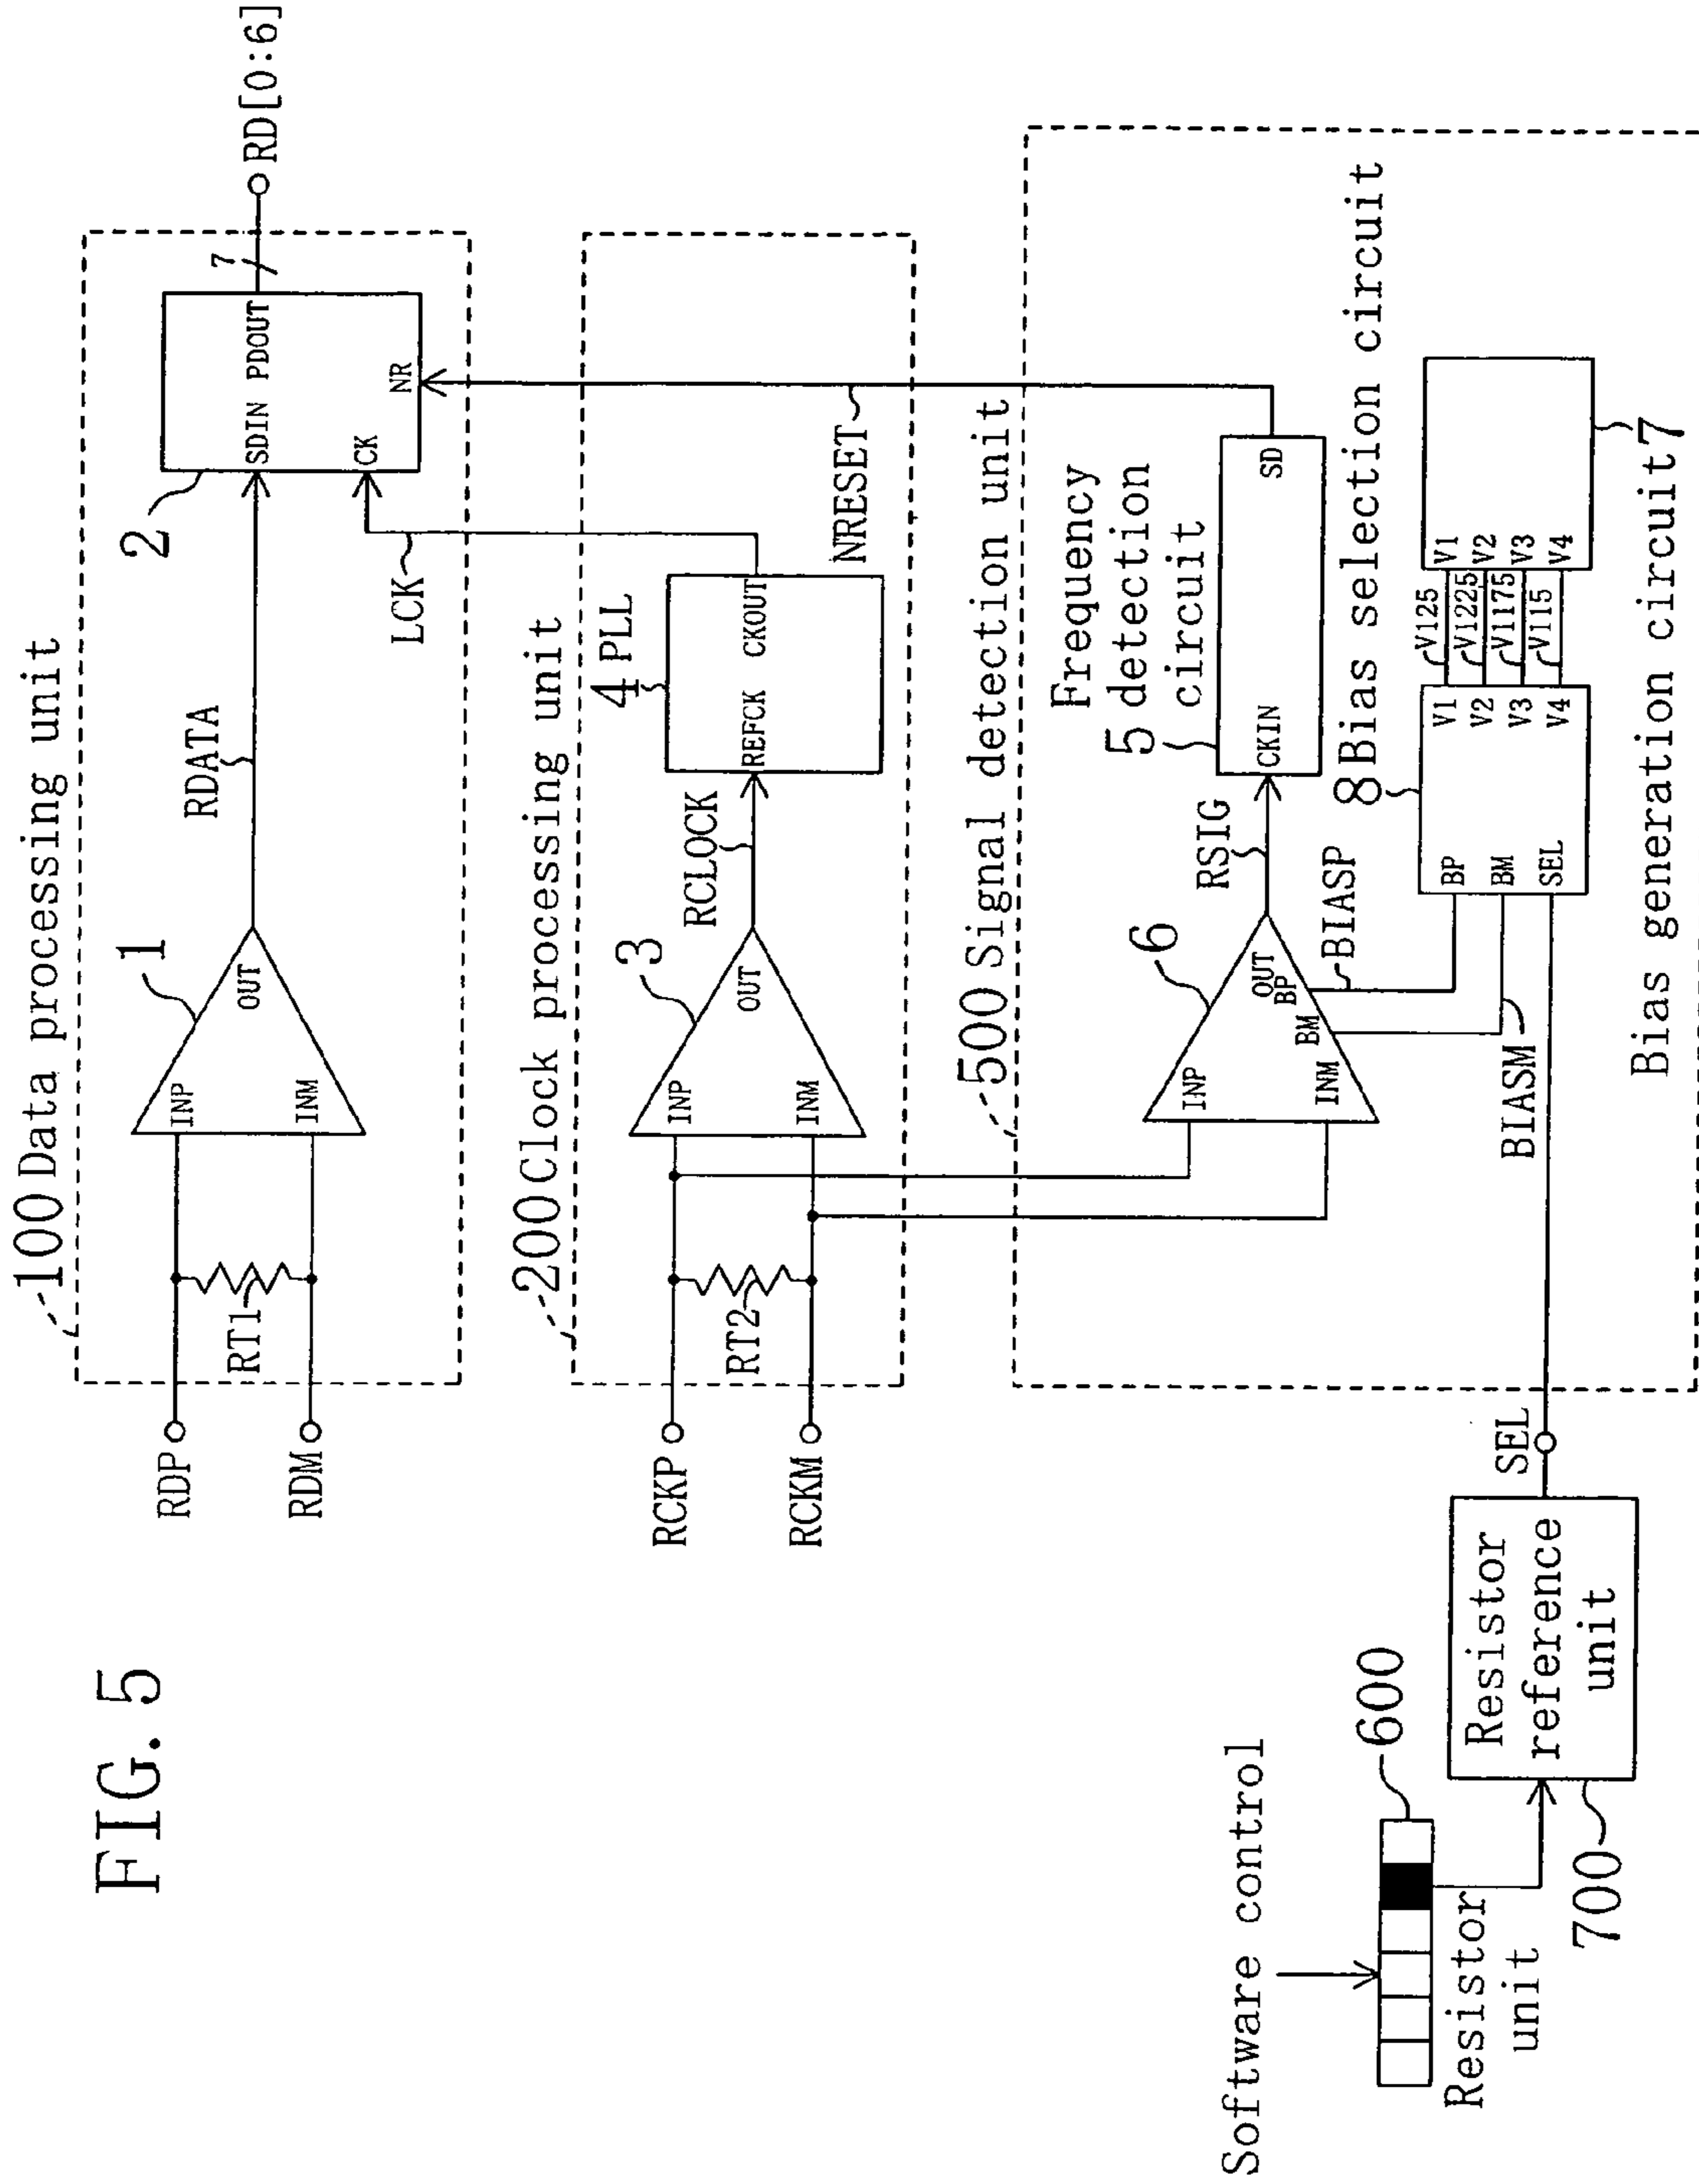 FIG. 5
100 Data processing unit
RDP
RDM
RT1
INP
INM
OUT
1
RDATA
2
SDIN PDOUT
CK
NR
7
RD[0:6]
LCK
200 Clock processing unit
RCKP
RCKM
RT2
INP
INM
OUT
3
RCLOCK
4 PLL
REFCK CKOUT
NRESET
500 Signal detection unit
INP
INM
OUT
BP
BM
6
RSIG
BIASP
BIASM
Frequency
5 detection
circuit
CKIN
SD
8 Bias selection circuit
BP
BM
SEL
V1
V2
V3
V4
V125
V1225
V1175
V115
V1
V2
V3
V4
Bias generation circuit 7
SEL
Software control
600
Resistor
unit
Resistor
reference
unit
700